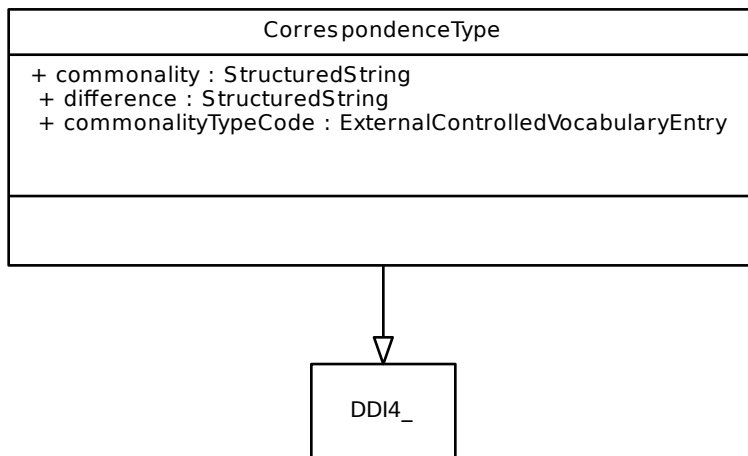 CorrespondenceType
+ commonality : StructuredString
+ difference : StructuredString
+ commonalityTypeCode : ExternalControlledVocabularyEntry
DDI4_